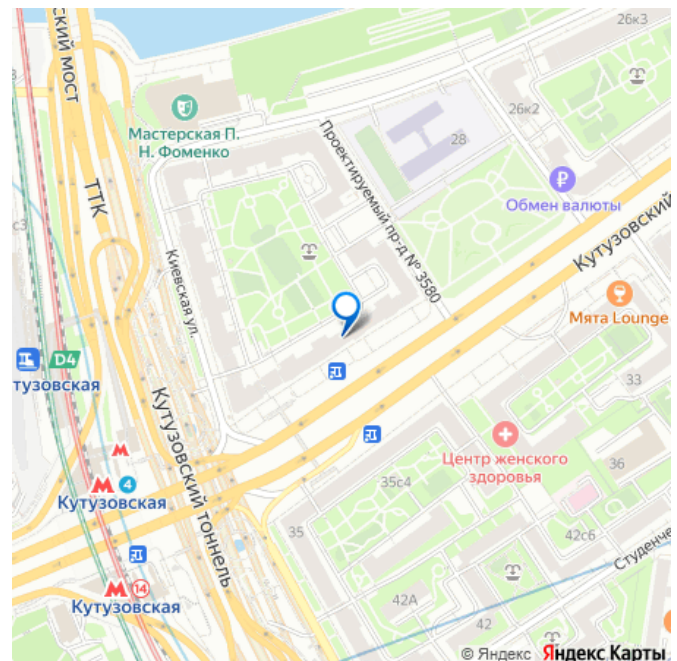 ский мост
26к3
26к2
28
Мастерская П.
Н. Фоменко
Проектируемый пр-д № 3580
₽
Обмен валюты
ТТК
с3
Киевская ул.
Кутузовский
Мята Lounge
D4
тузовская
33
Кутузовский тоннель
Центр женского
здоровья
36
35с4
М
М 4
Кутузовская
35
42с6
Студенче
М 14
Кутузовская
42А
42
© Яндекс Яндекс Карты